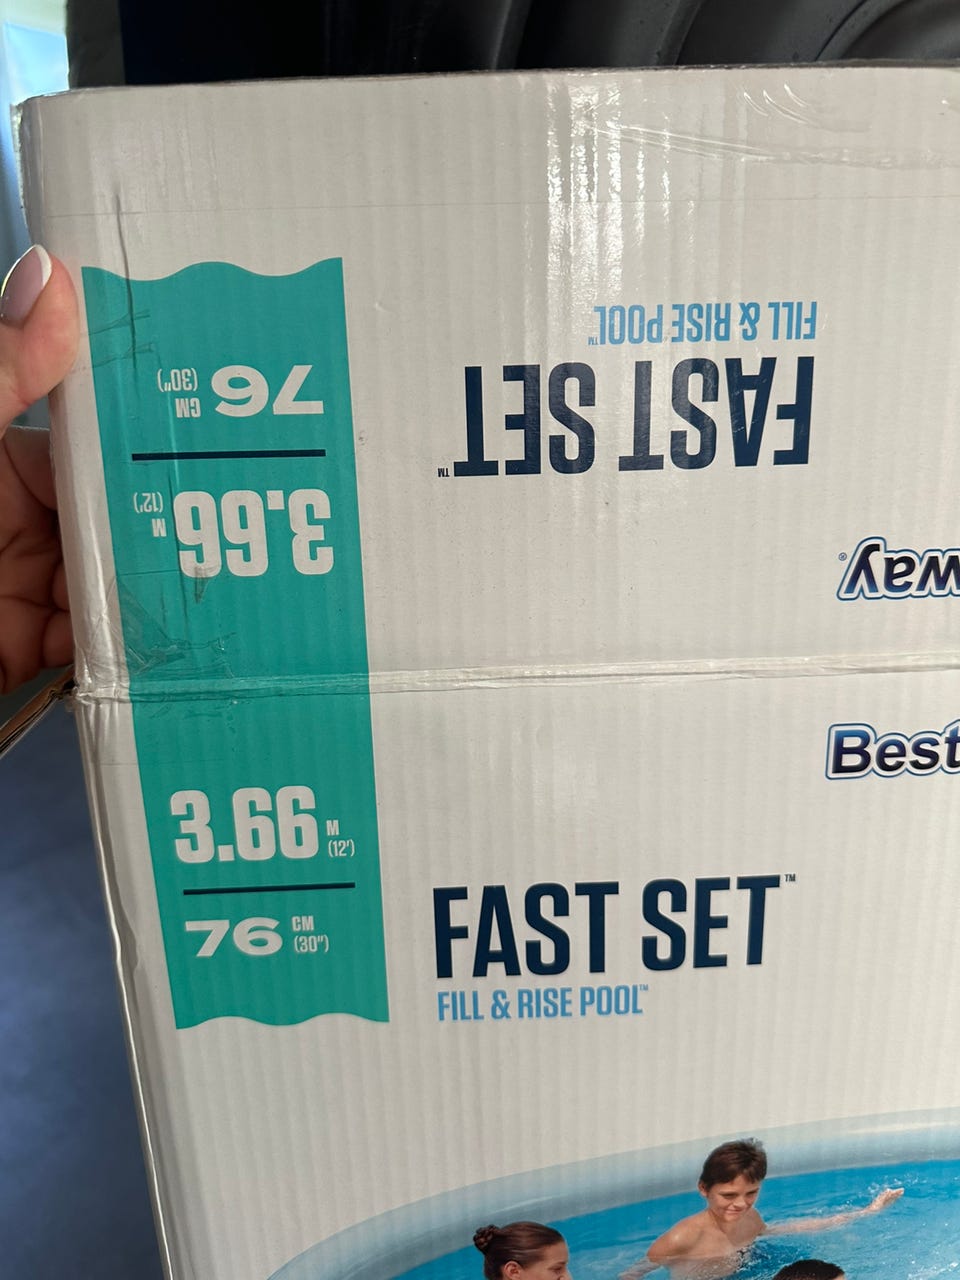 FILL & RISE POOL™
FAST SET™
76 CM (30")
3.66 M (12')
way®
Best
3.66 M (12')
76 CM (30")
FAST SET™
FILL & RISE POOL™